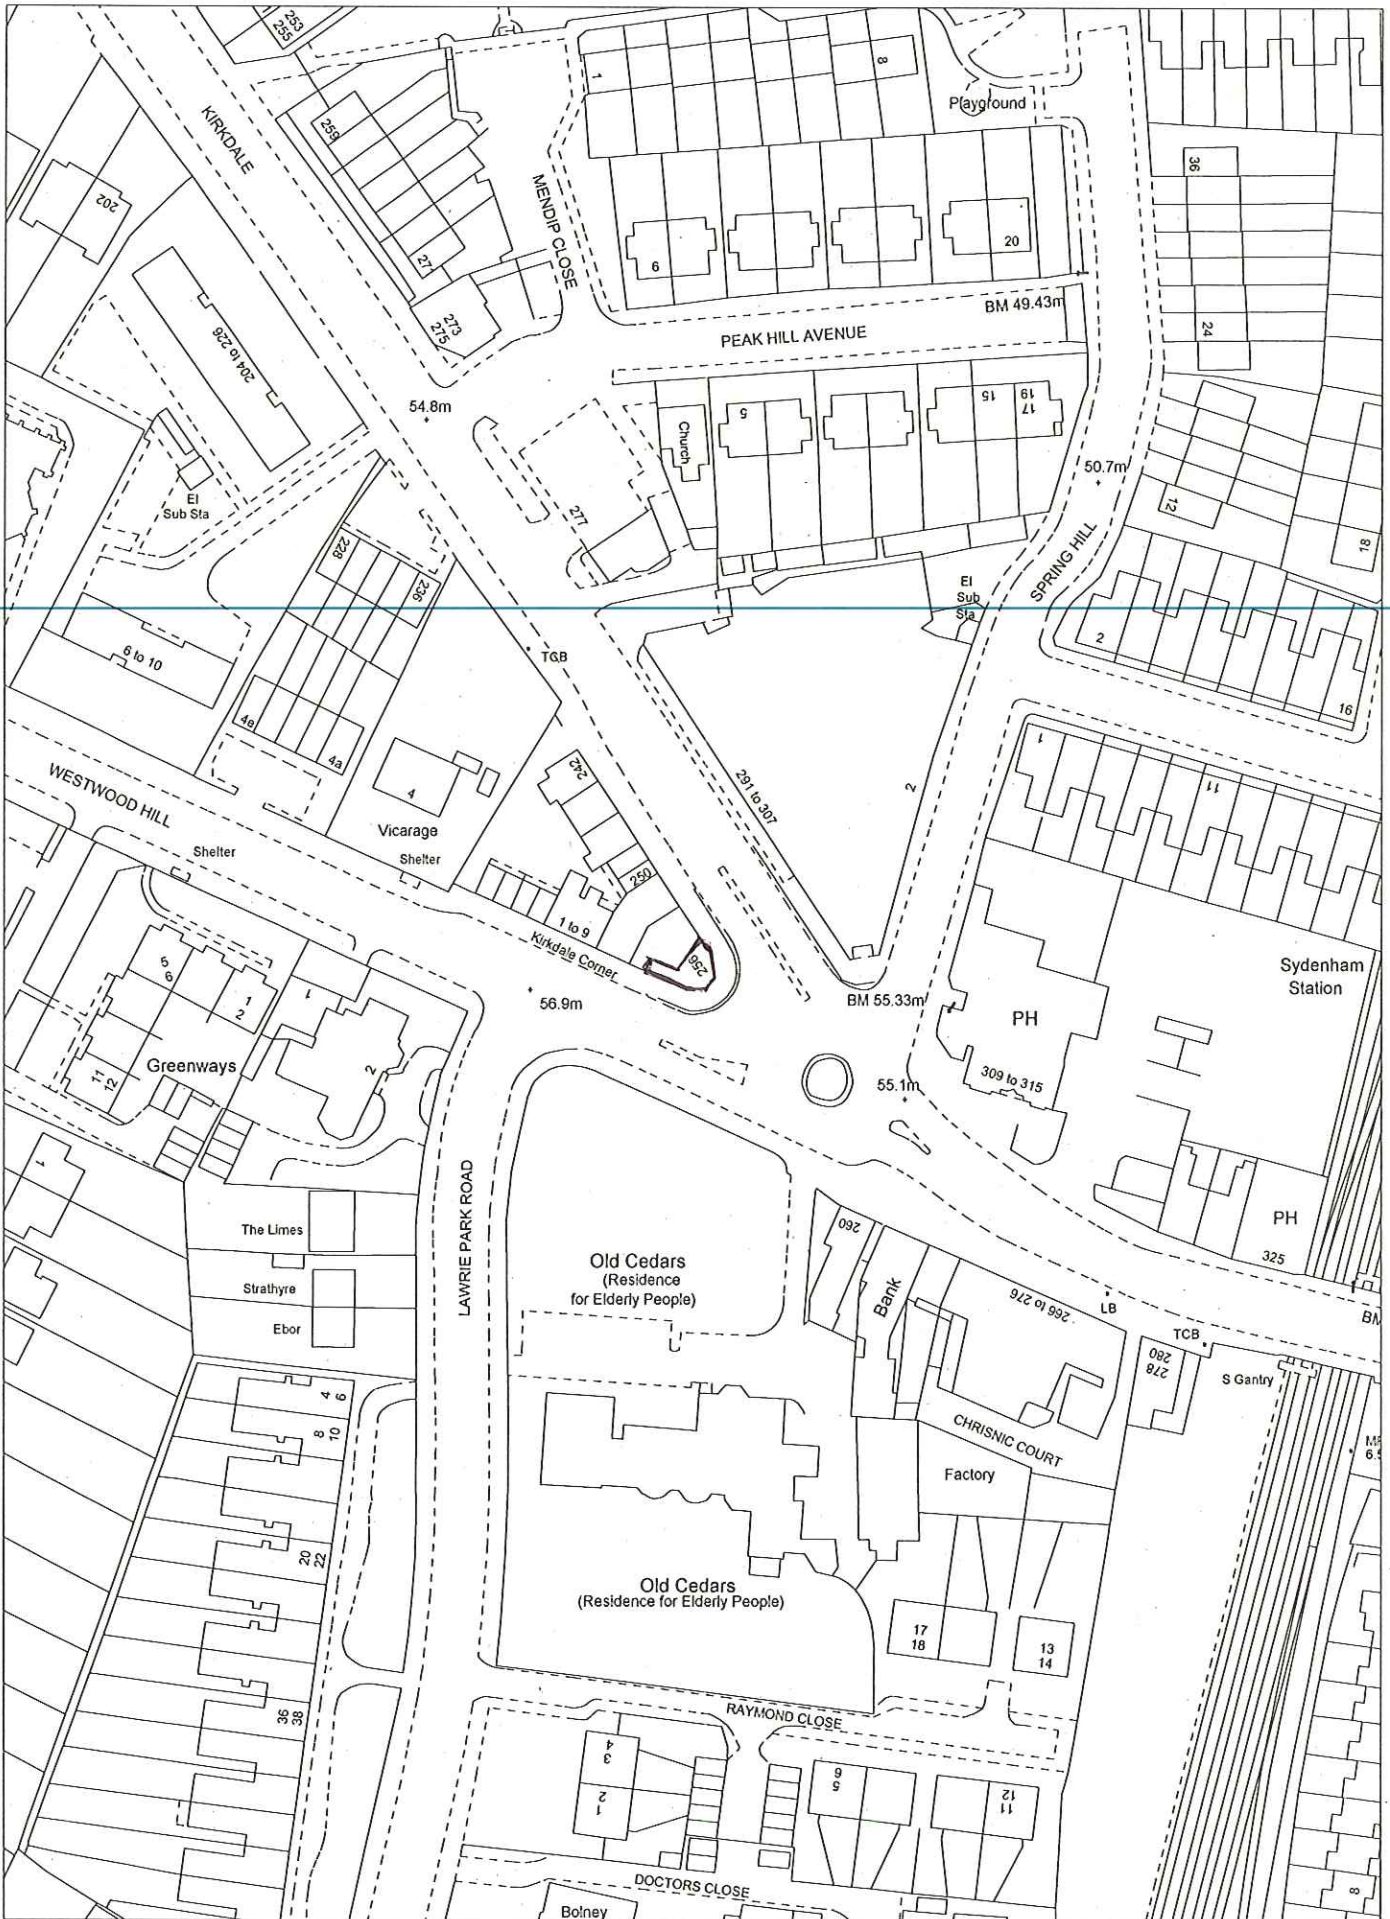 253
255
KIRKDALE
259
1
8
Playground
36
202
MENDIP CLOSE
271
6
20
24
BM 49.43m
273
275
PEAK HILL AVENUE
204 to 226
54.8m
5
15
19
17
Church
50.7m
El
Sub Sta
12
277
18
228
236
SPRING HILL
El
Sub
Sta
2
6 to 10
TCB
16
4e
4a
242
1
11
WESTWOOD HILL
4
291 to 307
2
Vicarage
Shelter
Shelter
250
1 to 9
Kirkdale Corner
256
5
6
1
2
1
56.9m
BM 55.33m
Sydenham
Station
PH
Greenways
2
11
12
309 to 315
55.1m
1
LAWRIE PARK ROAD
The Limes
260
PH
325
Old Cedars
(Residence
for Elderly People)
Strathyre
Bank
266 to 276
LB
Ebor
TCB
BM
278
280
S Gantry
4
6
8
10
CHRISNIC COURT
Factory
20
22
Old Cedars
(Residence for Elderly People)
17
18
13
14
36
38
RAYMOND CLOSE
3
4
1
2
5
6
11
12
DOCTORS CLOSE
8
Bolney